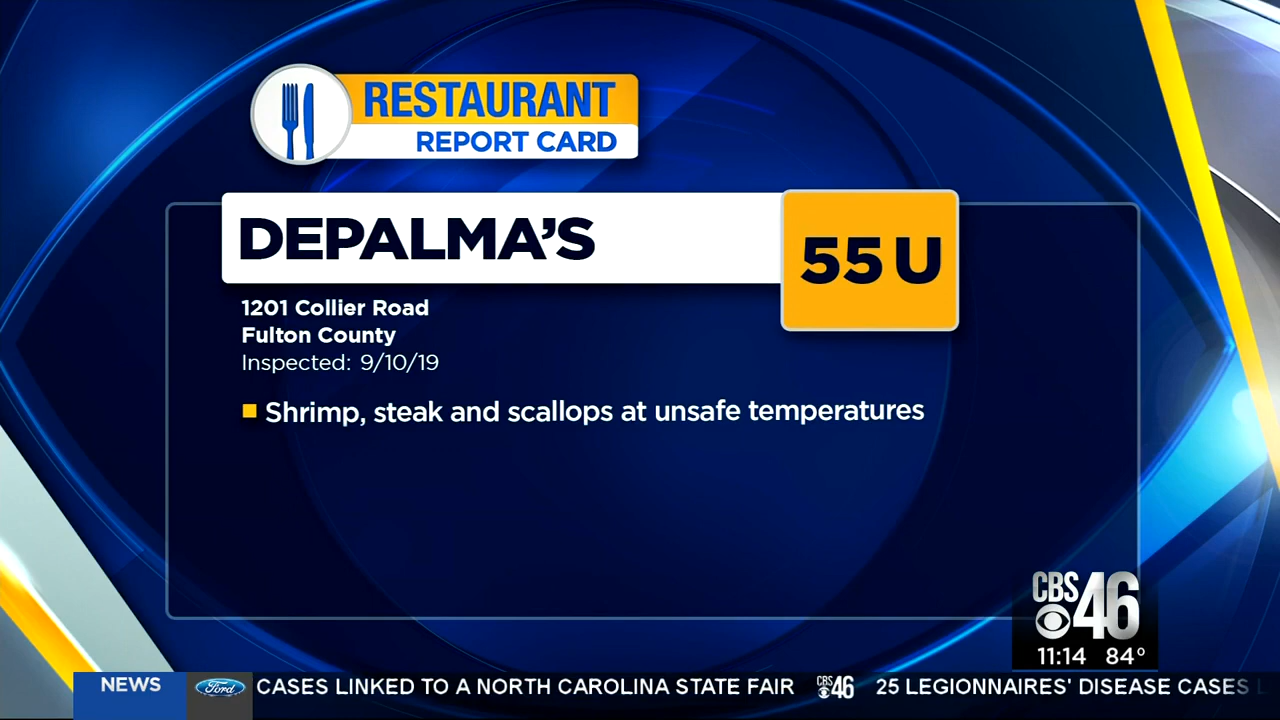 RESTAURANT
REPORT CARD
DEPALMA'S
55 U
1201 Collier Road
Fulton County
Inspected: 9/10/19
Shrimp, steak and scallops at unsafe temperatures
CBS 46
11:14 84°
NEWS Ford CASES LINKED TO A NORTH CAROLINA STATE FAIR CBS 46 25 LEGIONNAIRES' DISEASE CASES